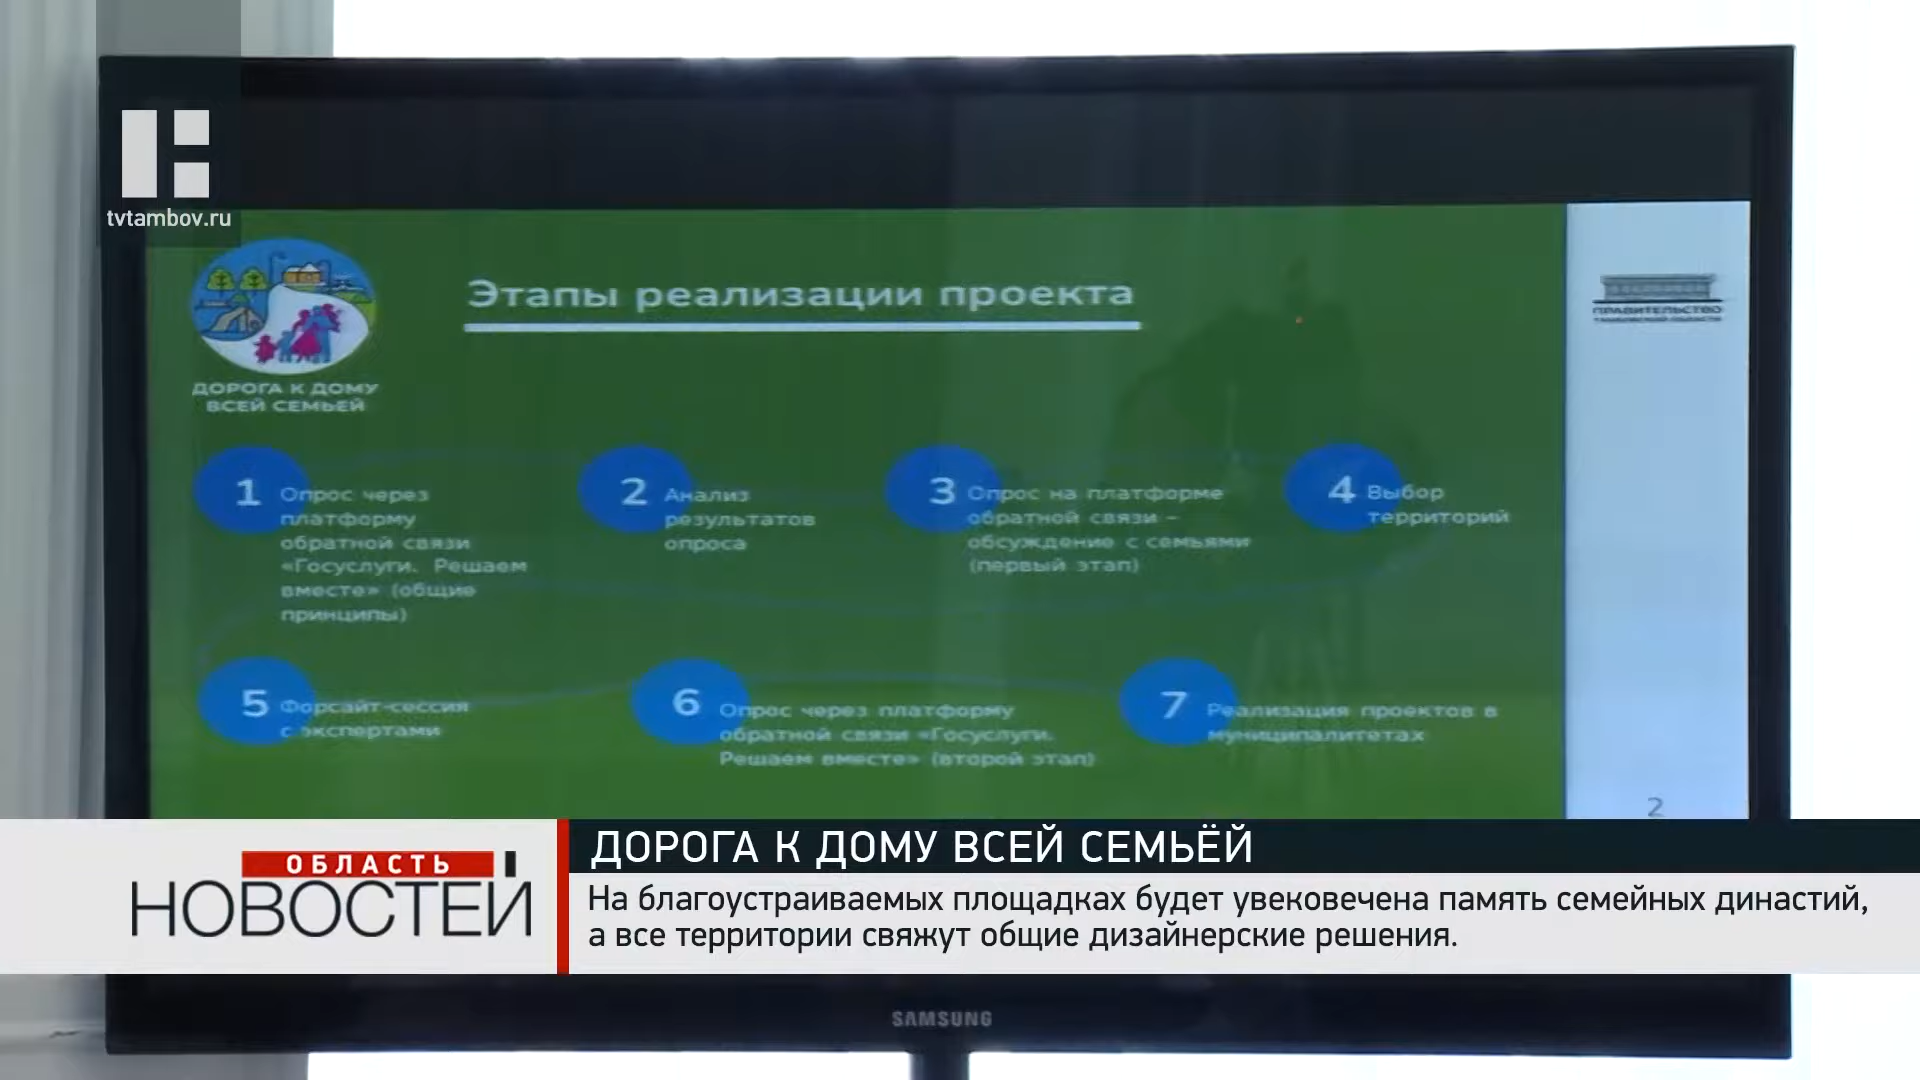 tvtambov.ru
Этапы реализации проекта
ДОРОГА К ДОМУ
ВСЕЙ СЕМЬЕЙ
ПРАВИТЕЛЬСТВО
1
Опрос через
платформу
обратной связи
«Госуслуги. Решаем
вместе» (общие
принципы)
2
Анализ
результатов
опроса
3
Опрос на платформе
обратной связи –
обсуждение с семьями
(первый этап)
4
Выбор
территорий
5
Форсайт-сессия
с экспертами
6
Опрос через платформу
обратной связи «Госуслуги.
Решаем вместе» (второй этап)
7
Реализация проектов в
муниципалитетах
2
ОБЛАСТЬ
НОВОСТЕЙ
ДОРОГА К ДОМУ ВСЕЙ СЕМЬЁЙ
На благоустраиваемых площадках будет увековечена память семейных династий,
а все территории свяжут общие дизайнерские решения.
SAMSUNG